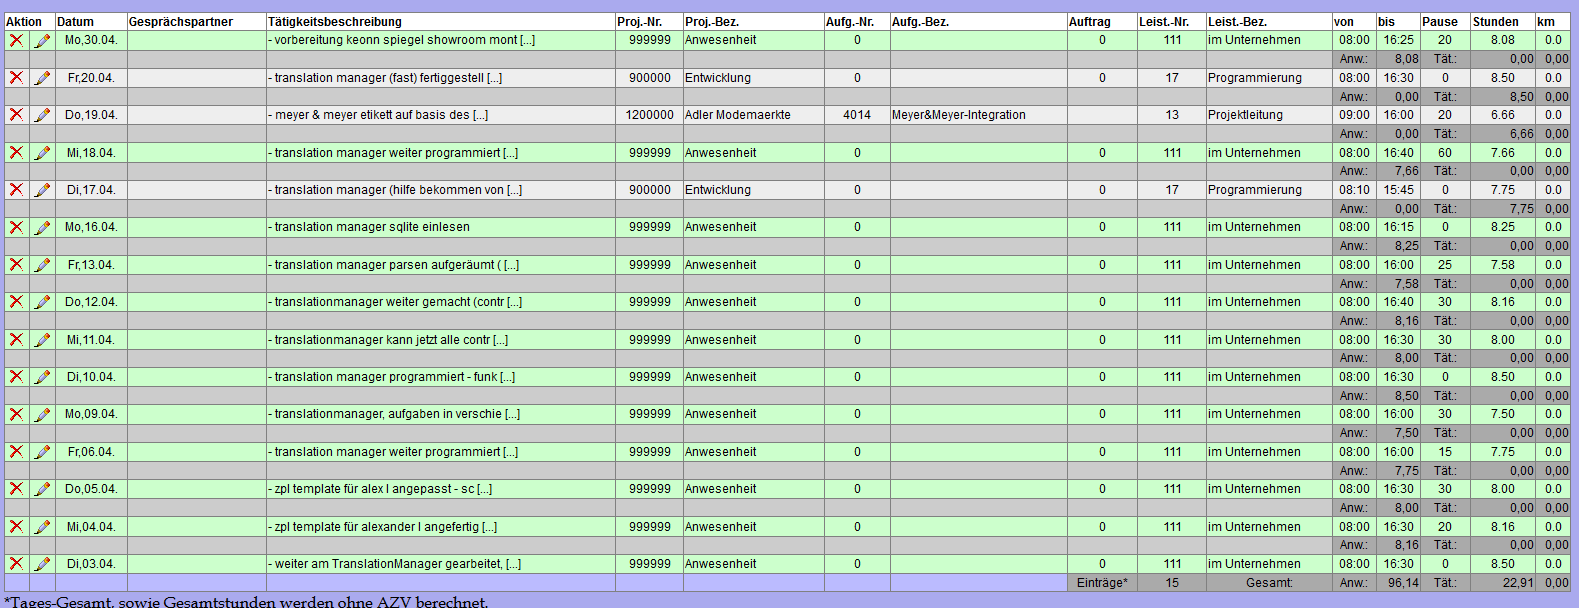 Aktion Datum Gesprächspartner Tätigkeitsbeschreibung Proj.-Nr. Proj.-Bez. Aufg.-Nr. Aufg.-Bez. Auftrag Leist.-Nr. Leist.-Bez. von bis Pause Stunden km
Mo,30.04. - vorbereitung keonn spiegel showroom mont [...] 999999 Anwesenheit 0 0 111 im Unternehmen 08:00 16:25 20 8.08 0.0
Anw.: 8,08 Tät.: 0,00 0,00
Fr,20.04. - translation manager (fast) fertiggestell [...] 900000 Entwicklung 0 0 17 Programmierung 08:00 16:30 0 8.50 0.0
Anw.: 0,00 Tät.: 8,50 0,00
Do,19.04. - meyer & meyer etikett auf basis des [...] 1200000 Adler Modemaerkte 4014 Meyer&Meyer-Integration 13 Projektleitung 09:00 16:00 20 6.66 0.0
Anw.: 0,00 Tät.: 6,66 0,00
Mi,18.04. - translation manager weiter programmiert [...] 999999 Anwesenheit 0 0 111 im Unternehmen 08:00 16:40 60 7.66 0.0
Anw.: 7,66 Tät.: 0,00 0,00
Di,17.04. - translation manager (hilfe bekommen von [...] 900000 Entwicklung 0 0 17 Programmierung 08:10 15:45 0 7.75 0.0
Anw.: 0,00 Tät.: 7,75 0,00
Mo,16.04. - translation manager sqlite einlesen 999999 Anwesenheit 0 0 111 im Unternehmen 08:00 16:15 0 8.25 0.0
Anw.: 8,25 Tät.: 0,00 0,00
Fr,13.04. - translation manager parsen aufgeräumt ( [...] 999999 Anwesenheit 0 0 111 im Unternehmen 08:00 16:00 25 7.58 0.0
Anw.: 7,58 Tät.: 0,00 0,00
Do,12.04. - translationmanager weiter gemacht (contr [...] 999999 Anwesenheit 0 0 111 im Unternehmen 08:00 16:40 30 8.16 0.0
Anw.: 8,16 Tät.: 0,00 0,00
Mi,11.04. - translationmanager kann jetzt alle contr [...] 999999 Anwesenheit 0 0 111 im Unternehmen 08:00 16:30 30 8.00 0.0
Anw.: 8,00 Tät.: 0,00 0,00
Di,10.04. - translation manager programmiert - funk [...] 999999 Anwesenheit 0 0 111 im Unternehmen 08:00 16:30 0 8.50 0.0
Anw.: 8,50 Tät.: 0,00 0,00
Mo,09.04. - translationmanager, aufgaben in verschie [...] 999999 Anwesenheit 0 0 111 im Unternehmen 08:00 16:00 30 7.50 0.0
Anw.: 7,50 Tät.: 0,00 0,00
Fr,06.04. - translation manager weiter programmiert [...] 999999 Anwesenheit 0 0 111 im Unternehmen 08:00 16:00 15 7.75 0.0
Anw.: 7,75 Tät.: 0,00 0,00
Do,05.04. - zpl template für alex l angepasst - sc [...] 999999 Anwesenheit 0 0 111 im Unternehmen 08:00 16:30 30 8.00 0.0
Anw.: 8,00 Tät.: 0,00 0,00
Mi,04.04. - zpl template für alexander l angefertig [...] 999999 Anwesenheit 0 0 111 im Unternehmen 08:00 16:30 20 8.16 0.0
Anw.: 8,16 Tät.: 0,00 0,00
Di,03.04. - weiter am TranslationManager gearbeitet, [...] 999999 Anwesenheit 0 0 111 im Unternehmen 08:00 16:30 0 8.50 0.0
Einträge* 15 Gesamt: Anw.: 96,14 Tät.: 22,91 0,00
*Tages-Gesamt, sowie Gesamtstunden werden ohne AZV berechnet.